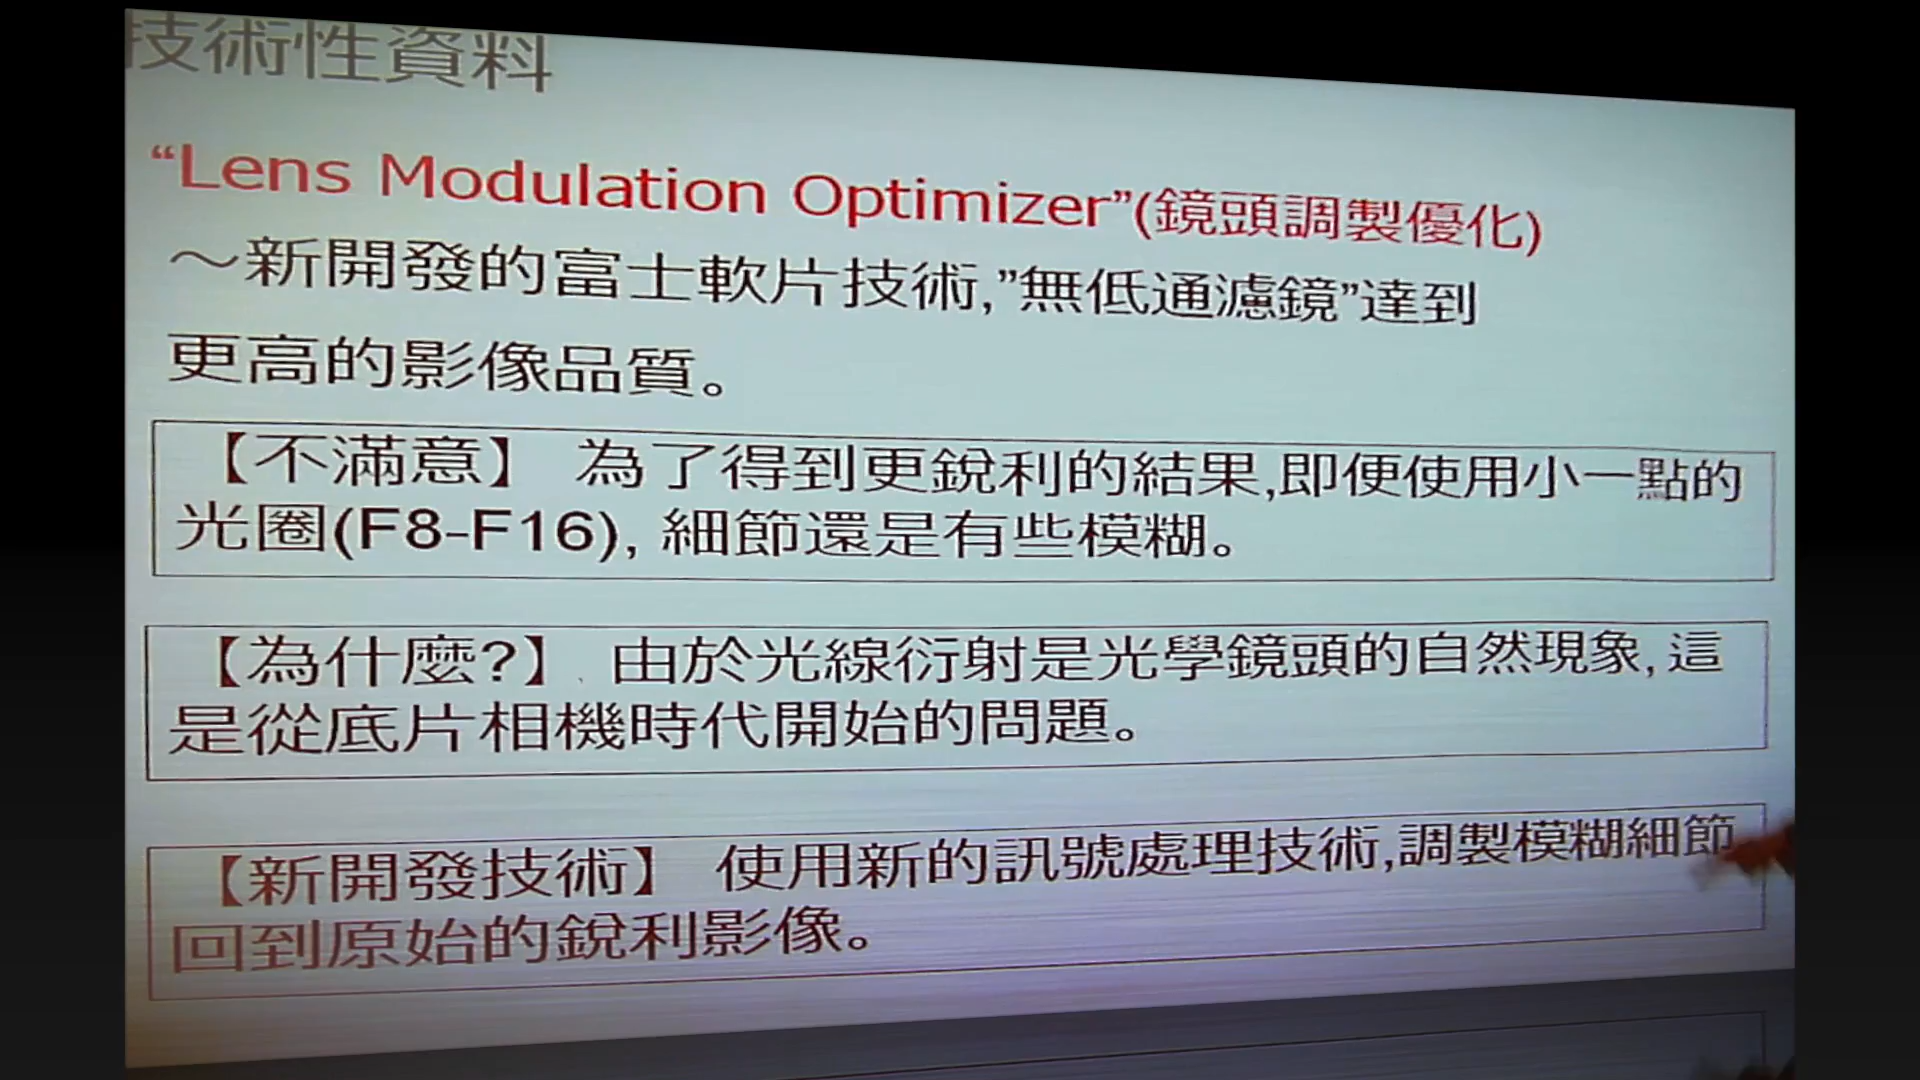 技術性資料
“Lens Modulation Optimizer”(鏡頭調製優化)
～新開發的富士軟片技術,”無低通濾鏡”達到
更高的影像品質。
【不滿意】 為了得到更銳利的結果,即便使用小一點的
光圈(F8-F16), 細節還是有些模糊。
【為什麼?】 由於光線衍射是光學鏡頭的自然現象, 這
是從底片相機時代開始的問題。
【新開發技術】 使用新的訊號處理技術,調製模糊細節
回到原始的銳利影像。